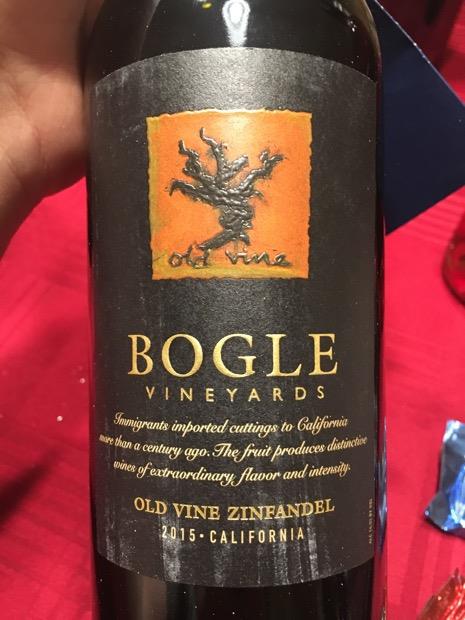 old vine
BOGLE
VINEYARDS
Immigrants imported cuttings to California
more than a century ago. The fruit produces distinctive
wines of extraordinary flavor and intensity.
OLD VINE ZINFANDEL
2015 • CALIFORNIA